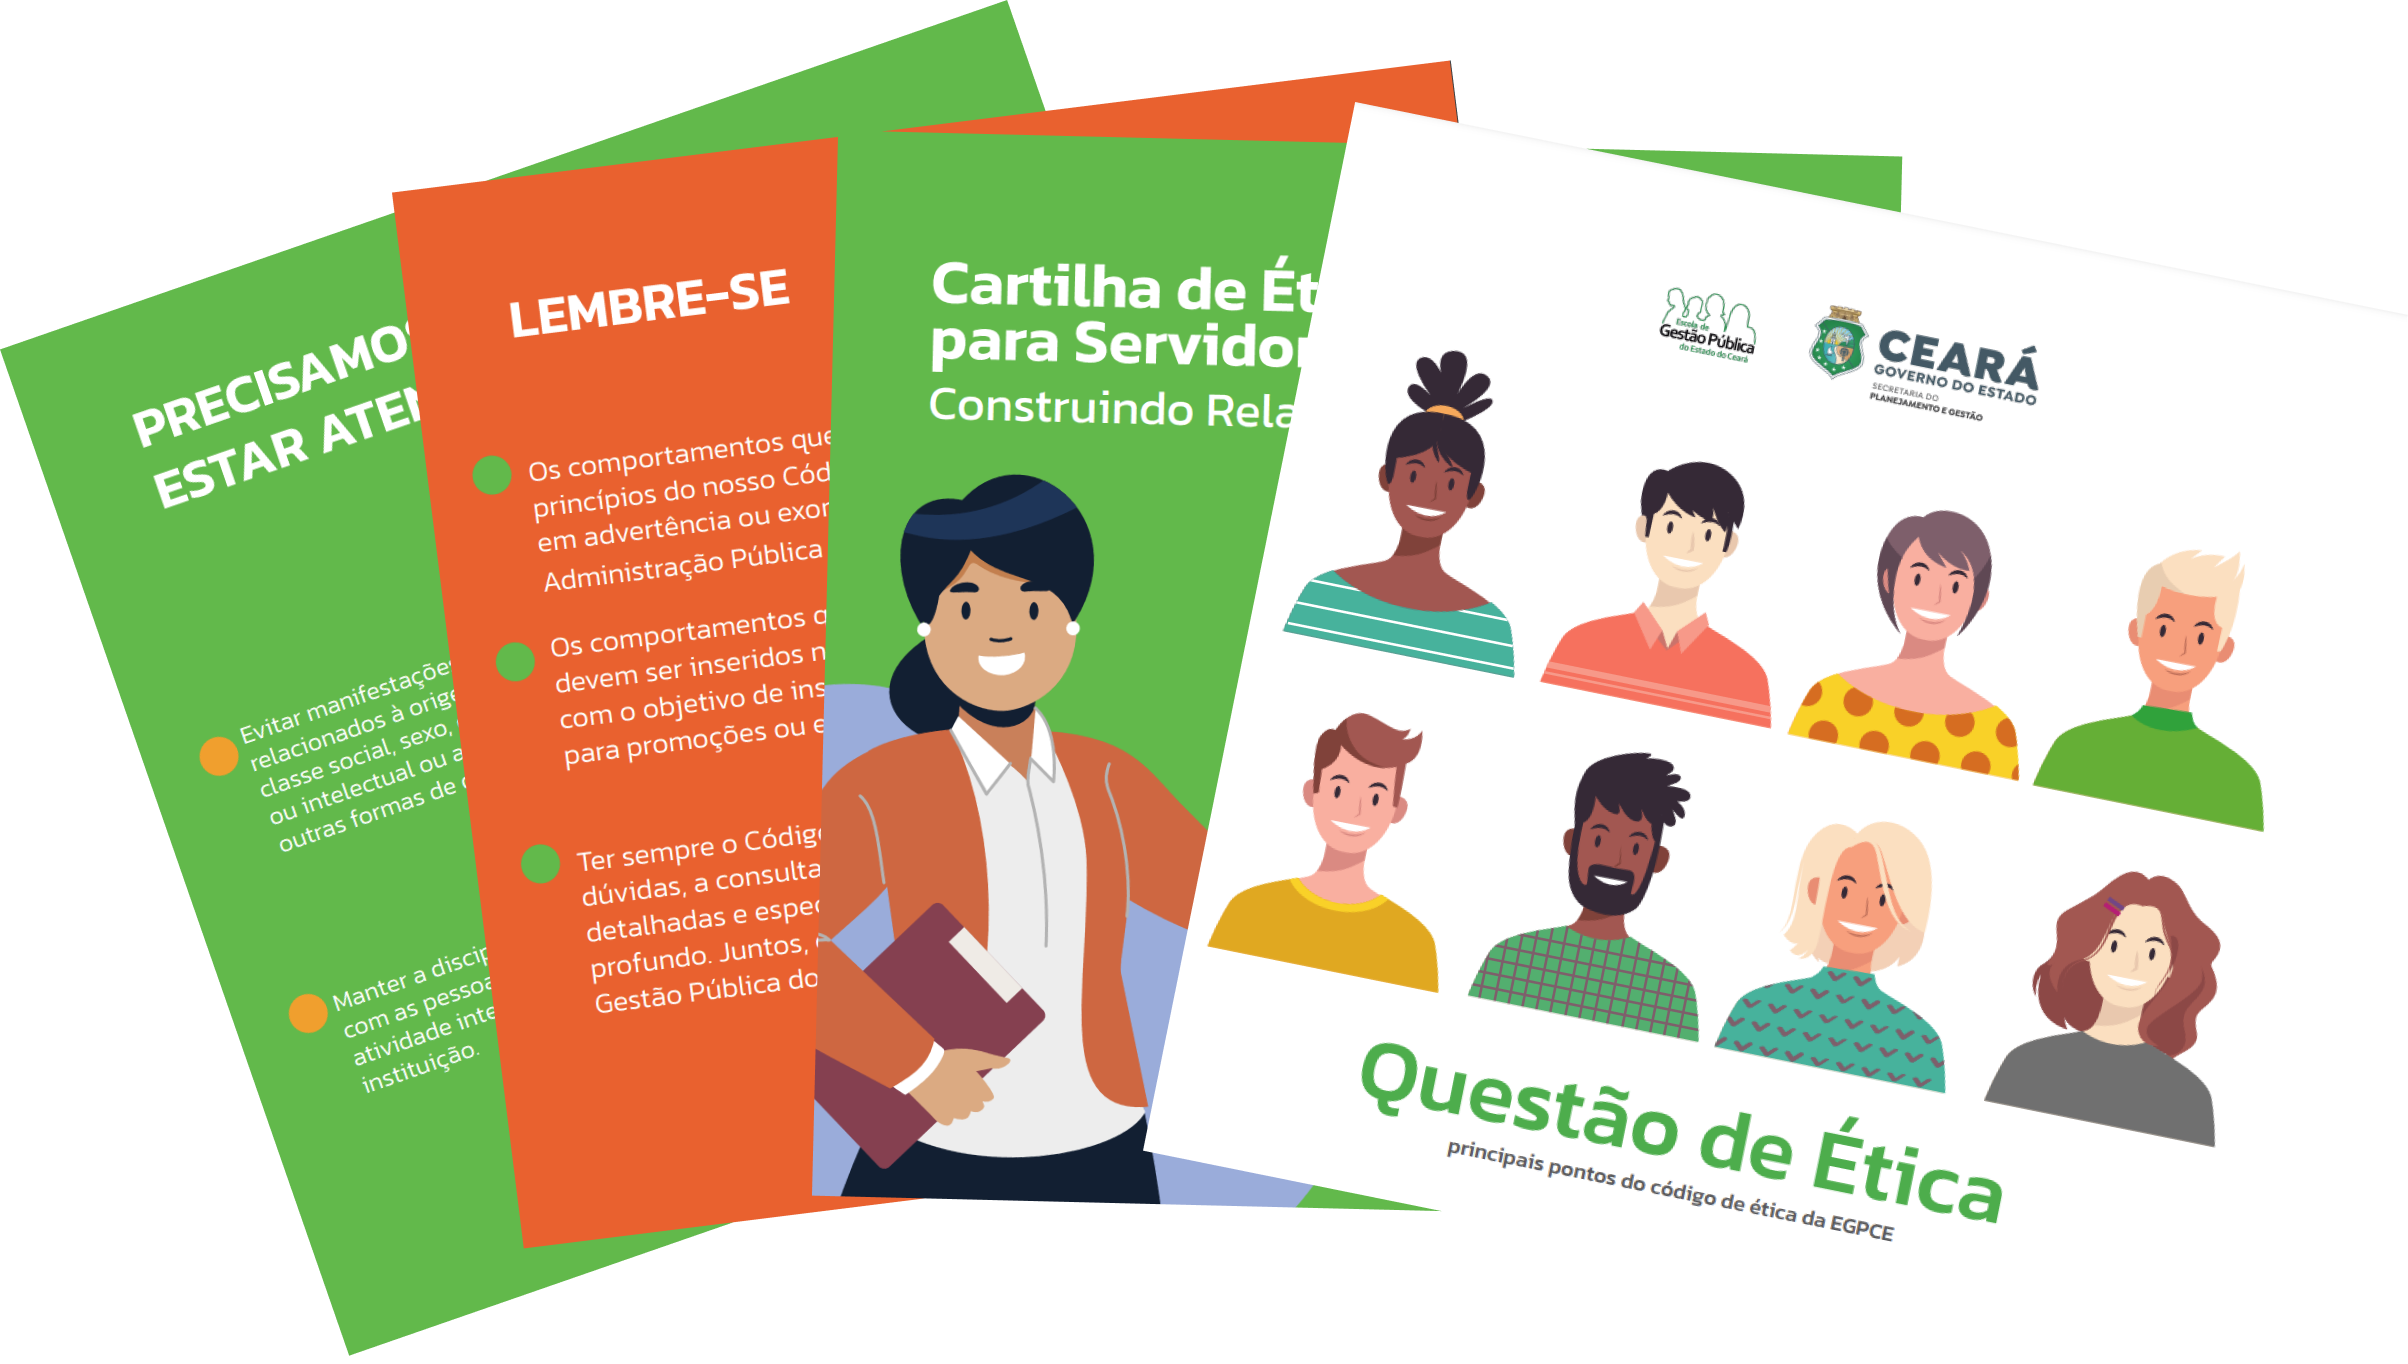 PRECISAMOS
ESTAR ATEN
Evitar manifestações
relacionados à orige
classe social, sexo,
ou intelectual ou a
outras formas de
Manter a discip
com as pessoa
atividade inte
instituição.
LEMBRE-SE
Os comportamentos que
princípios do nosso Cód
em advertência ou exon
Administração Pública
Os comportamentos q
devem ser inseridos n
com o objetivo de ins
para promoções ou e
Ter sempre o Código
dúvidas, a consulta
detalhadas e espec
profundo. Juntos,
Gestão Pública do
Cartilha de Ét
para Servidor
Construindo Rela
Escola de
Gestão Pública
do Estado do Ceará
CEARÁ
GOVERNO DO ESTADO
SECRETARIA DO
PLANEJAMENTO E GESTÃO
Questão de Ética
principais pontos do código de ética da EGPCE